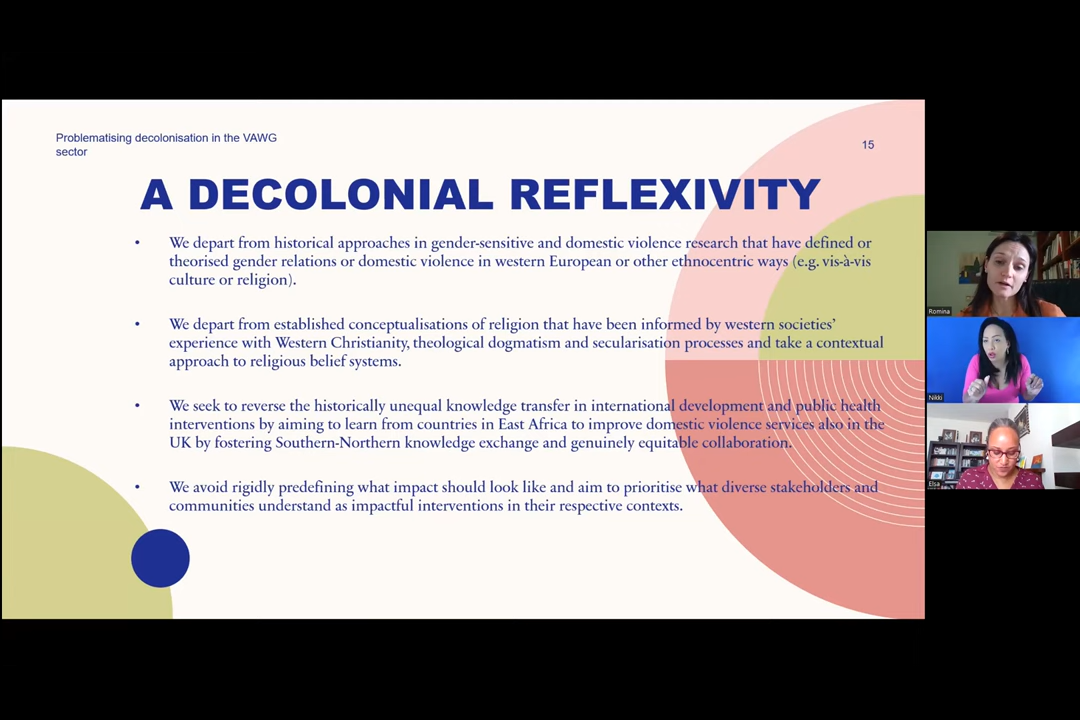 Problematising decolonisation in the VAWG
sector
15
A DECOLONIAL REFLEXIVITY
• We depart from historical approaches in gender-sensitive and domestic violence research that have defined or
theorised gender relations or domestic violence in western European or other ethnocentric ways (e.g. vis-à-vis
culture or religion).
• We depart from established conceptualisations of religion that have been informed by western societies’
experience with Western Christianity, theological dogmatism and secularisation processes and take a contextual
approach to religious belief systems.
• We seek to reverse the historically unequal knowledge transfer in international development and public health
interventions by aiming to learn from countries in East Africa to improve domestic violence services also in the
UK by fostering Southern-Northern knowledge exchange and genuinely equitable collaboration.
• We avoid rigidly predefining what impact should look like and aim to prioritise what diverse stakeholders and
communities understand as impactful interventions in their respective contexts.
Romina
Nikki
Elsa